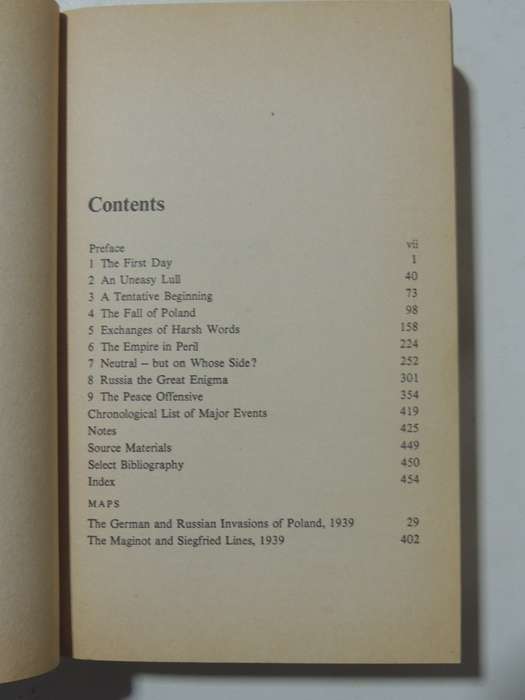 Contents
Preface vii
1 The First Day 1
2 An Uneasy Lull 40
3 A Tentative Beginning 73
4 The Fall of Poland 98
5 Exchanges of Harsh Words 158
6 The Empire in Peril 224
7 Neutral – but on Whose Side? 252
8 Russia the Great Enigma 301
9 The Peace Offensive 354
Chronological List of Major Events 419
Notes 425
Source Materials 449
Select Bibliography 450
Index 454
MAPS
The German and Russian Invasions of Poland, 1939 29
The Maginot and Siegfried Lines, 1939 402